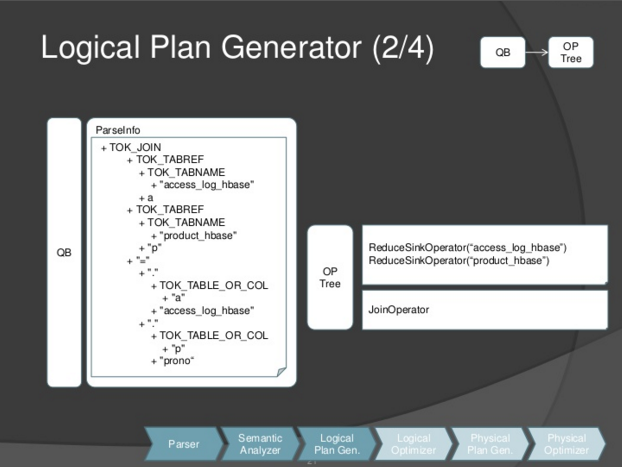 Logical Plan Generator (2/4)
QB
OP
Tree
QB
ParseInfo
+ TOK_JOIN
+ TOK_TABREF
+ TOK_TABNAME
+ "access_log_hbase"
+ a
+ TOK_TABREF
+ TOK_TABNAME
+ "product_hbase"
+ "p"
+ "="
+ "."
+ TOK_TABLE_OR_COL
+ "a"
+ "access_log_hbase"
+ "."
+ TOK_TABLE_OR_COL
+ "p"
+ "prono“
OP
Tree
ReduceSinkOperator(“access_log_hbase”)
ReduceSinkOperator(“product_hbase”)
JoinOperator
Parser
Semantic
Analyzer
Logical
Plan Gen.
Logical
Optimizer
Physical
Plan Gen.
Physical
Optimizer